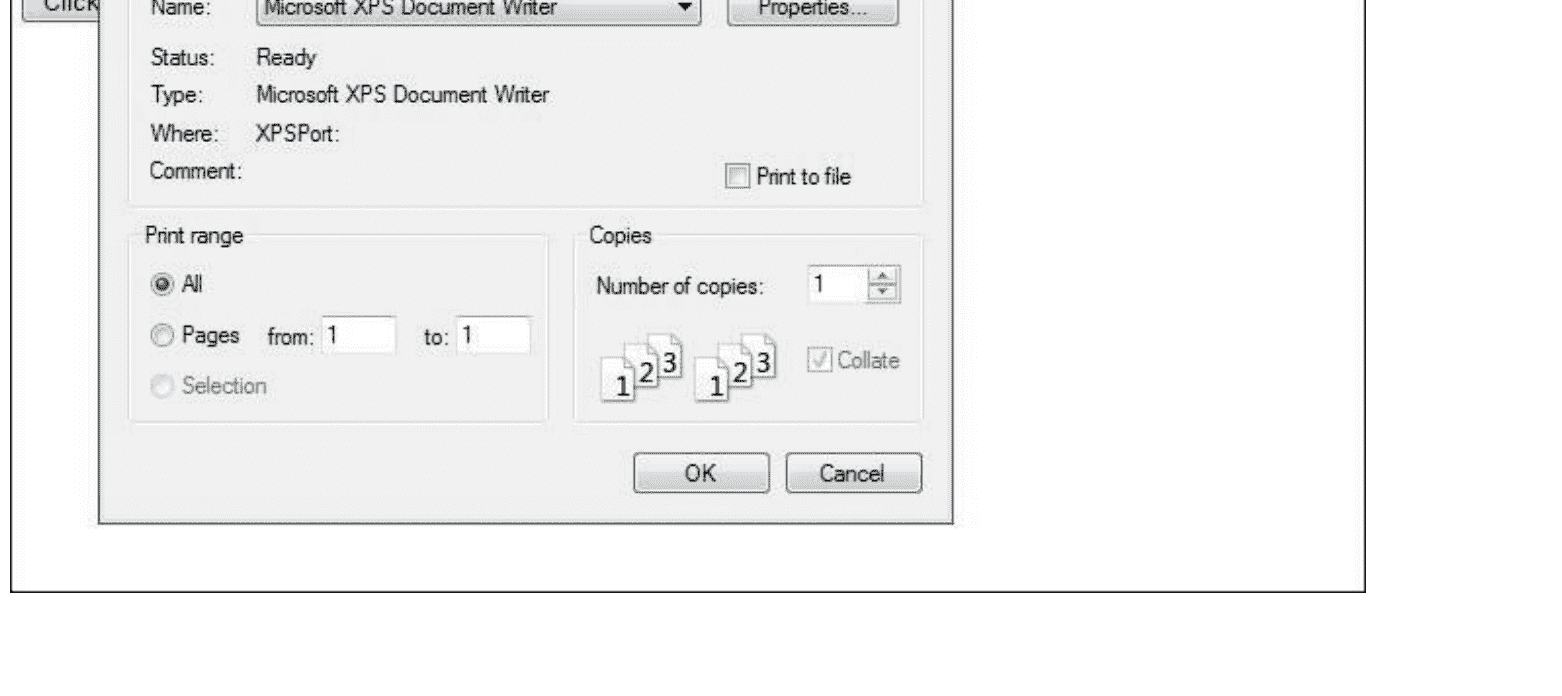 Click
Name: Microsoft XPS Document Writer Properties...
Status: Ready
Type: Microsoft XPS Document Writer
Where: XPSPort:
Comment:
Print to file
Print range
Copies
All
Number of copies: 1
Pages from: 1 to: 1
1 2 3 1 2 3
Collate
Selection
OK Cancel